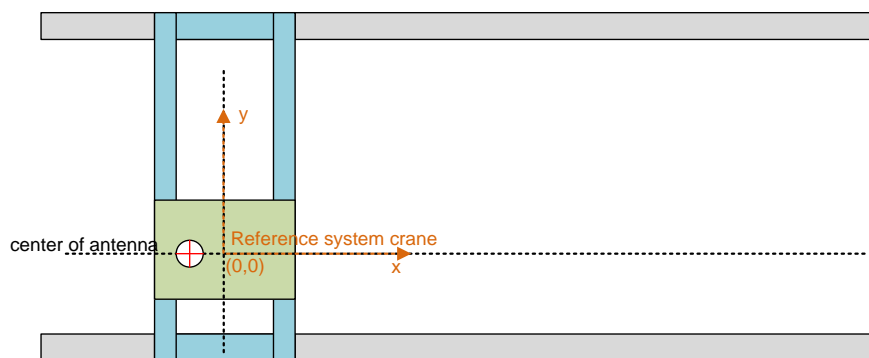 y
center of antenna
Reference system crane
(0,0)
x